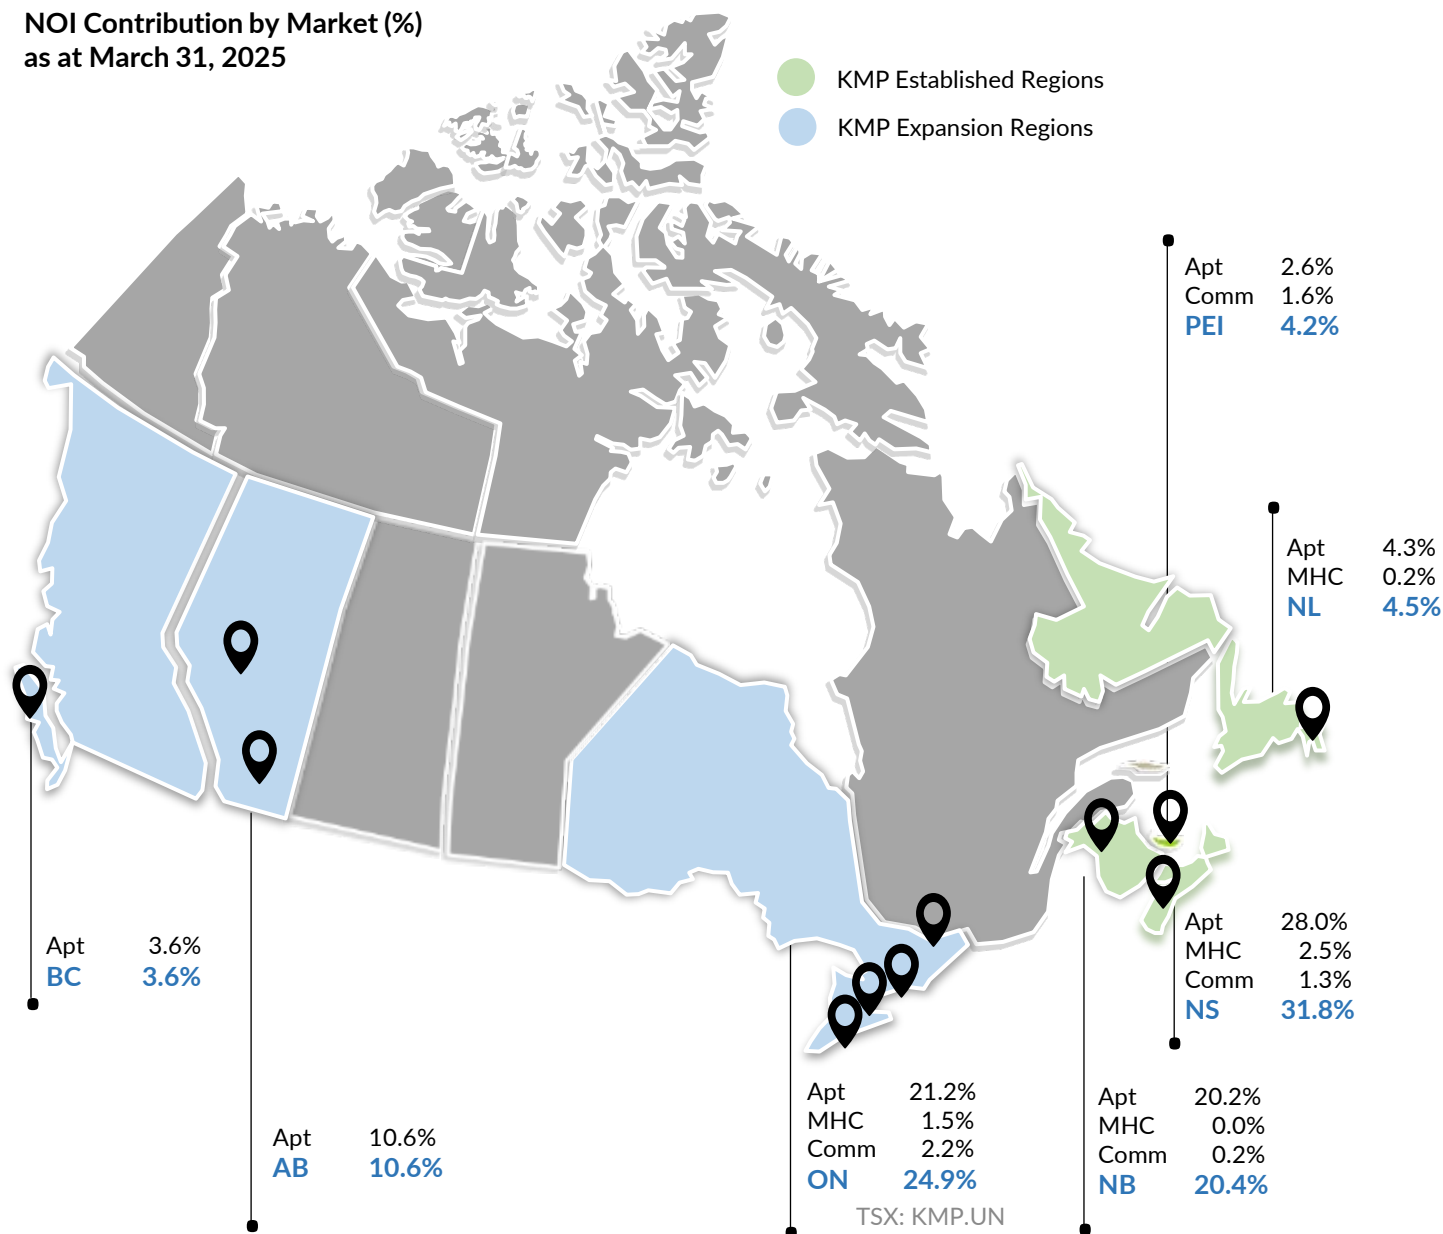 NOI Contribution by Market (%)
as at March 31, 2025
KMP Established Regions
KMP Expansion Regions
Apt 2.6%
Comm 1.6%
PEI 4.2%
Apt 4.3%
MHC 0.2%
NL 4.5%
Apt 28.0%
MHC 2.5%
Comm 1.3%
NS 31.8%
Apt 3.6%
BC 3.6%
Apt 10.6%
AB 10.6%
Apt 21.2%
MHC 1.5%
Comm 2.2%
ON 24.9%
Apt 20.2%
MHC 0.0%
Comm 0.2%
NB 20.4%
TSX: KMP.UN